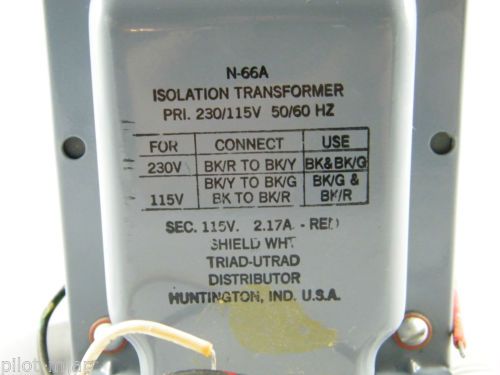 N-66A
ISOLATION TRANSFORMER
PRI. 230/115V 50/60 HZ
FOR CONNECT USE
230V BK/R TO BK/Y BK&BK/G
BK/Y TO BK/G BK/G &
115V BK TO BK/R BK/R
SEC. 115V. 2.17A - RED
SHIELD WHT
TRIAD-UTRAD
DISTRIBUTOR
HUNTINGTON, IND. U.S.A.